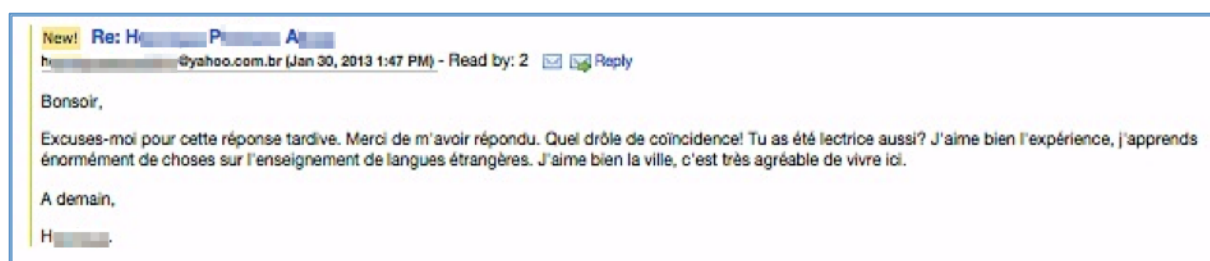 New! Re: H P A
h @yahoo.com.br (Jan 30, 2013 1:47 PM) - Read by: 2 Reply
Bonsoir,
Excuses-moi pour cette réponse tardive. Merci de m'avoir répondu. Quel drôle de coïncidence! Tu as été lectrice aussi? J'aime bien l'expérience, j'apprends
énormément de choses sur l'enseignement de langues étrangères. J'aime bien la ville, c'est très agréable de vivre ici.
A demain,
H .